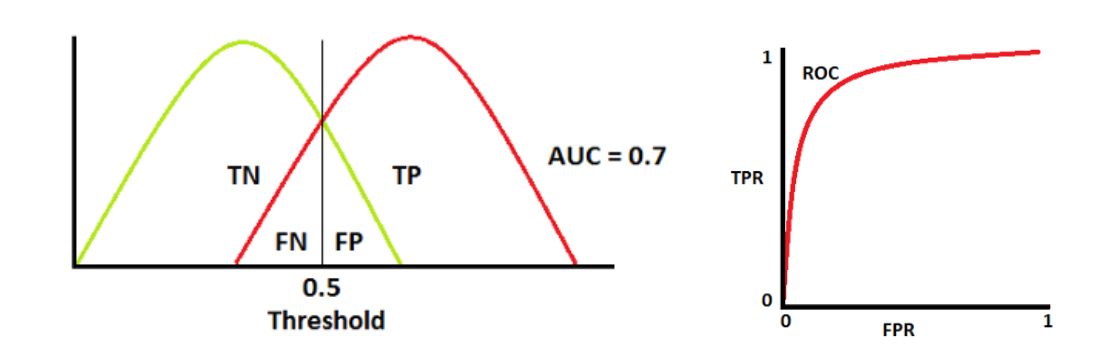 TN
TP
FN
FP
0.5
Threshold
AUC = 0.7
1
ROC
TPR
0
0
FPR
1